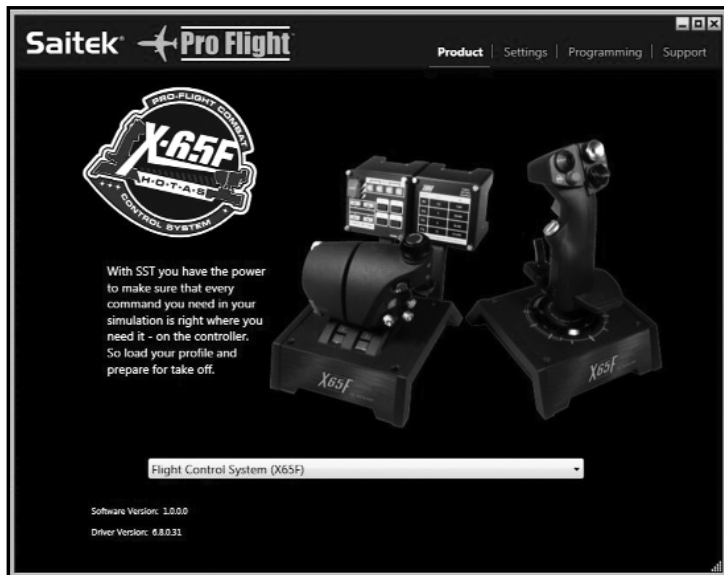 Saitek Pro Flight
Product | Settings | Programming | Support
PRO-FLIGHT COMBAT
X-65F
H-O-T-A-S
CONTROL SYSTEM
With SST you have the power
to make sure that every
command you need in your
simulation is right where you
need it - on the controller.
So load your profile and
prepare for take off.
X65F
X65F
Flight Control System (X65F)
Software Version: 1.0.0.0
Driver Version: 6.8.0.31